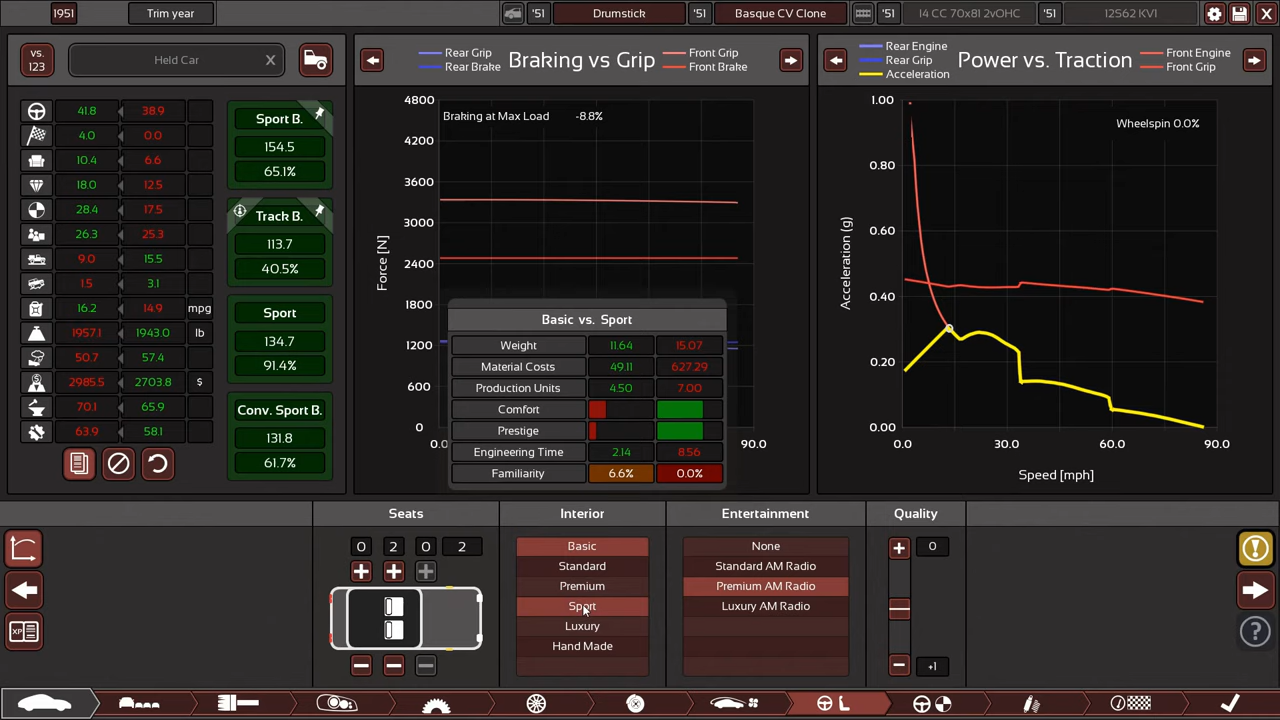 1951 Trim year '51 Drumstick '51 Basque CV Clone '51 I4 CC 70x81 2vOHC '51 12562 KV1
vs.
123
Held Car X
41.8 38.9
4.0 0.0
10.4 6.6
18.0 12.5
28.4 17.5
26.3 25.3
9.0 15.5
1.5 3.1
16.2 14.9 mpg
1957.1 1943.0 lb
50.7 57.4
2985.5 2703.8 $
70.1 65.9
63.9 58.1
Sport B.
154.5
65.1%
Track B.
113.7
40.5%
Sport
134.7
91.4%
Conv. Sport B.
131.8
61.7%
Rear Grip
Rear Brake
Braking vs Grip
Front Grip
Front Brake
Braking at Max Load -8.8%
Force [N]
4800
4200
3600
3000
2400
1800
1200
600
0
0.0
90.0
Basic vs. Sport
Weight 11.64 15.07
Material Costs 49.11 627.29
Production Units 4.50 7.00
Comfort
Prestige
Engineering Time 2.14 8.56
Familiarity 6.6% 0.0%
Rear Engine
Rear Grip
Acceleration
Power vs. Traction
Front Engine
Front Grip
Wheelspin 0.0%
Acceleration (g)
1.00
0.80
0.60
0.40
0.20
0.00
0.0 30.0 60.0 90.0
Speed [mph]
Seats
0 2 0 2
Interior
Basic
Standard
Premium
Sport
Luxury
Hand Made
Entertainment
None
Standard AM Radio
Premium AM Radio
Luxury AM Radio
Quality
0
+1
XP
?